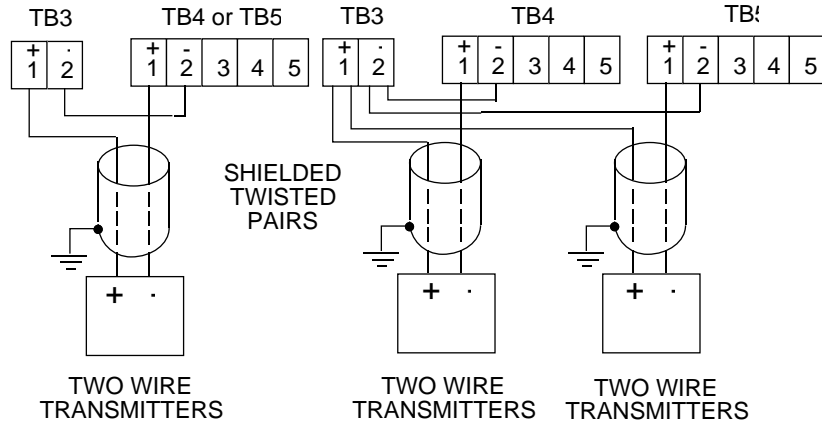 TB3 TB4 or TB5 TB3 TB4 TB5
+ · + - + · + - + -
1 2 1 2 3 4 5 1 2 1 2 3 4 5 1 2 3 4 5
SHIELDED
TWISTED
PAIRS
+ · + · + ·
TWO WIRE
TRANSMITTERS
TWO WIRE
TRANSMITTERS
TWO WIRE
TRANSMITTERS